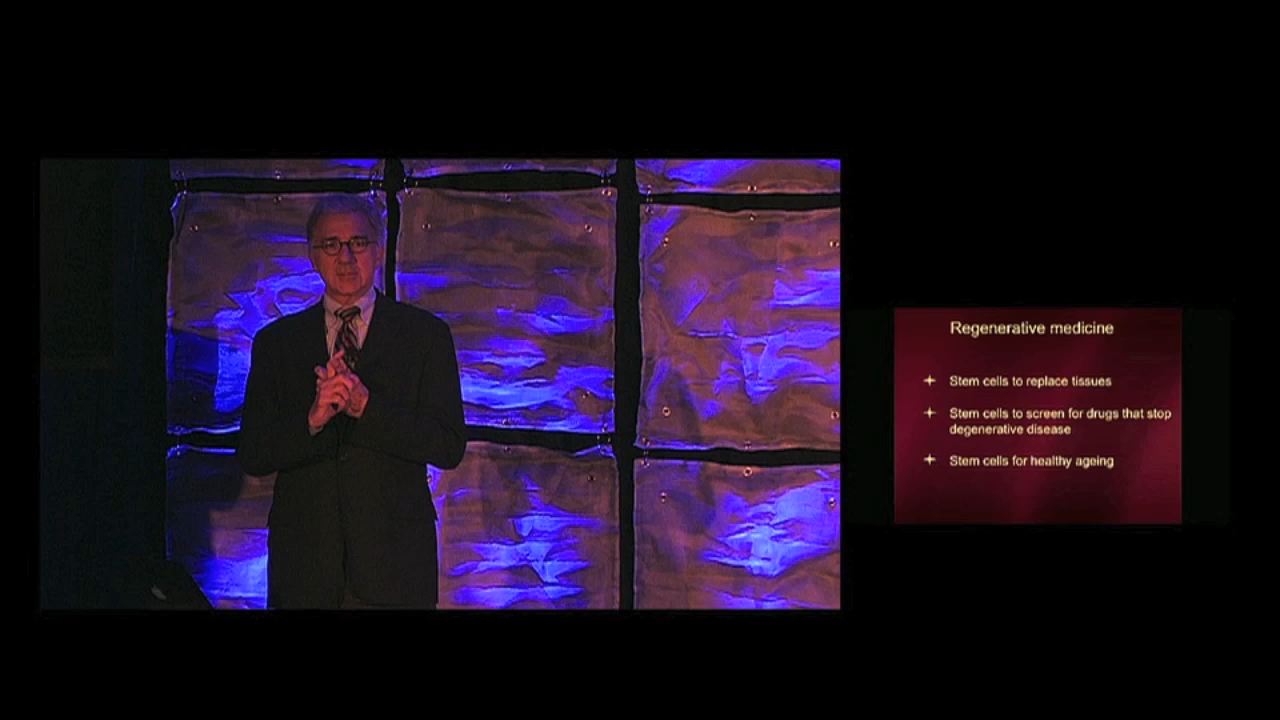 Regenerative medicine
Stem cells to replace tissues
Stem cells to screen for drugs that stop
degenerative disease
Stem cells for healthy ageing